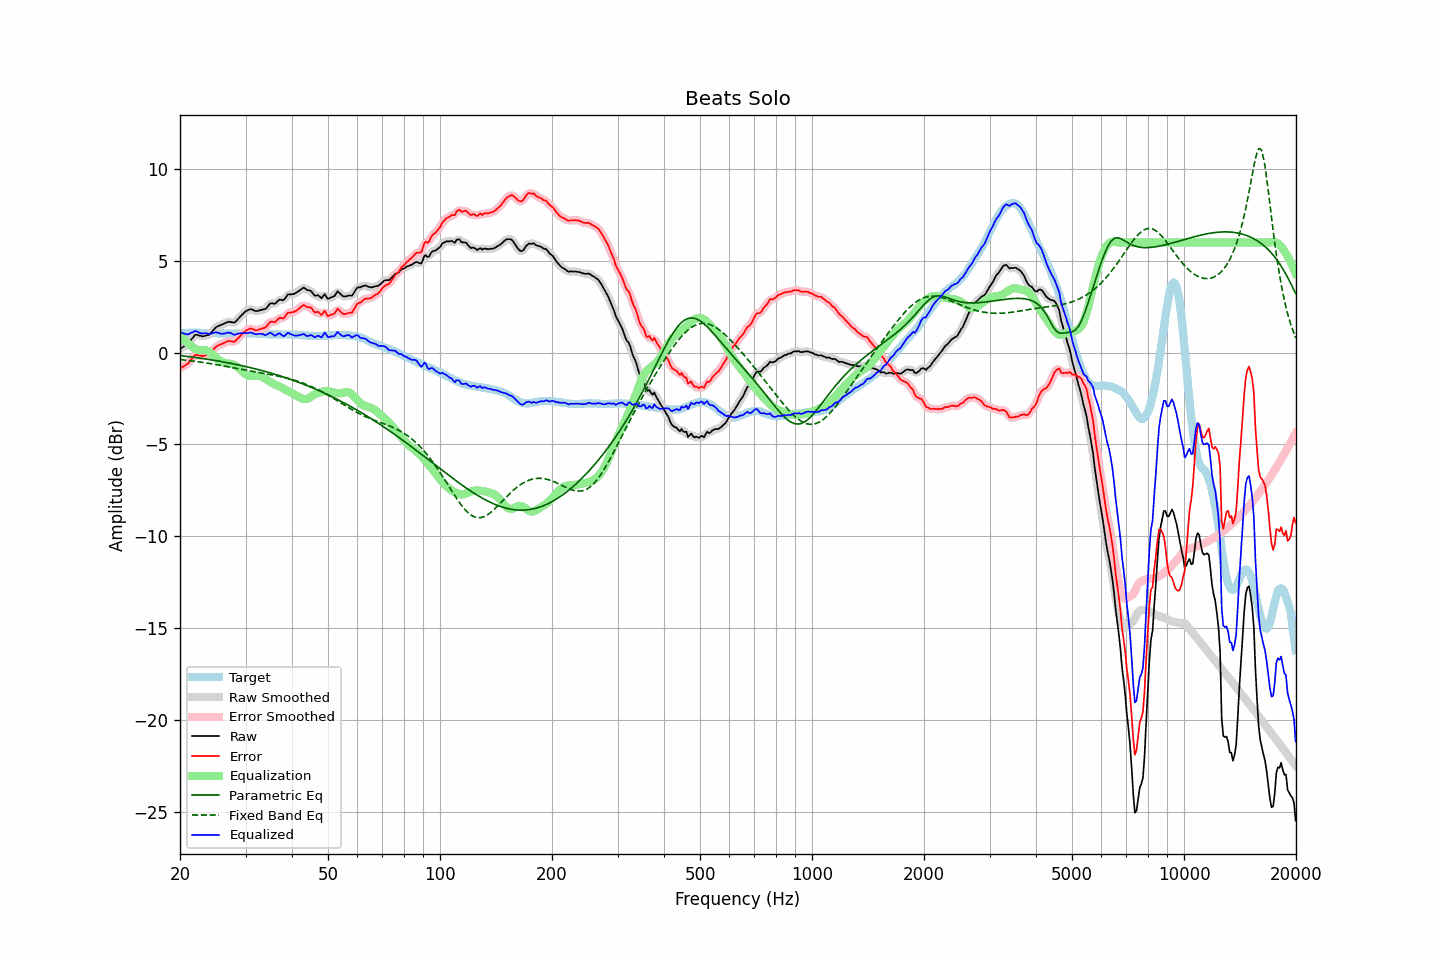 Beats Solo
Amplitude (dBr)
10
5
0
−5
−10
−15
−20
−25
Target
Raw Smoothed
Error Smoothed
Raw
Error
Equalization
Parametric Eq
Fixed Band Eq
Equalized
20 50 100 200 500 1000 2000 5000 10000 20000
Frequency (Hz)